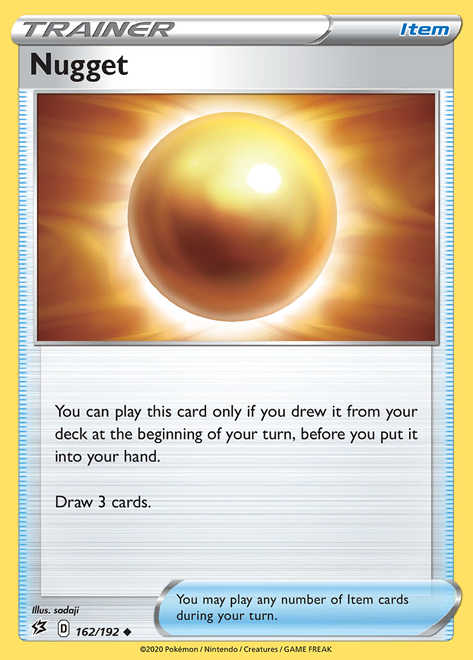 TRAINER
Item
Nugget
You can play this card only if you drew it from your
deck at the beginning of your turn, before you put it
into your hand.
Draw 3 cards.
Illus. sadaji
You may play any number of Item cards
during your turn.
D 162/192 ◆
©2020 Pokémon / Nintendo / Creatures / GAME FREAK